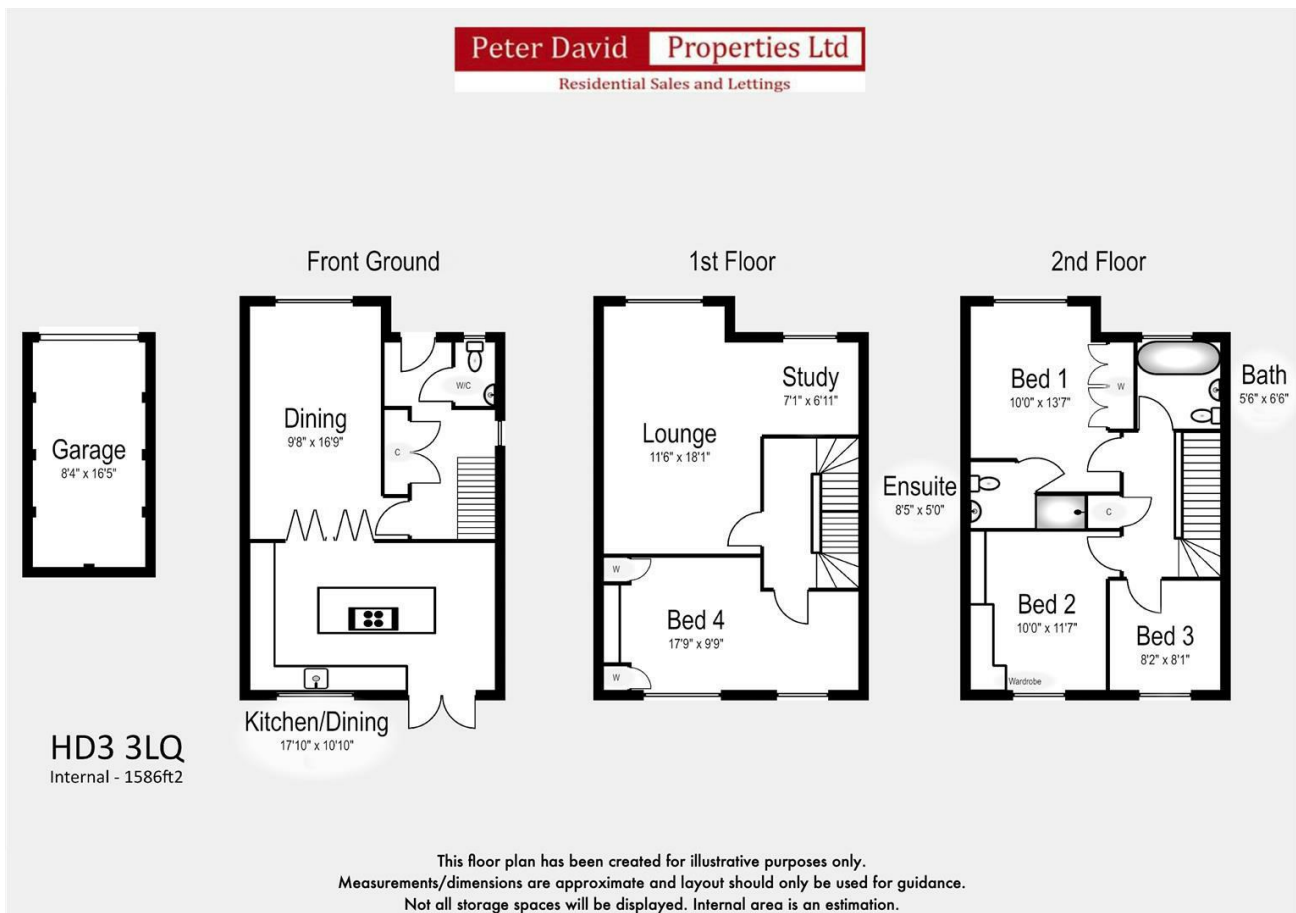 Peter David Properties Ltd
Residential Sales and Lettings
Front Ground
1st Floor
2nd Floor
Garage
8'4" x 16'5"
Dining
9'8" x 16'9"
W/C
C
Kitchen/Dining
17'10" x 10'10"
Study
7'1" x 6'11"
Lounge
11'6" x 18'1"
W
Bed 4
17'9" x 9'9"
W
Bed 1
10'0" x 13'7"
W
Bath
5'6" x 6'6"
Ensuite
8'5" x 5'0"
C
Bed 2
10'0" x 11'7"
Wardrobe
Bed 3
8'2" x 8'1"
HD3 3LQ
Internal - 1586ft2
This floor plan has been created for illustrative purposes only.
Measurements/dimensions are approximate and layout should only be used for guidance.
Not all storage spaces will be displayed. Internal area is an estimation.